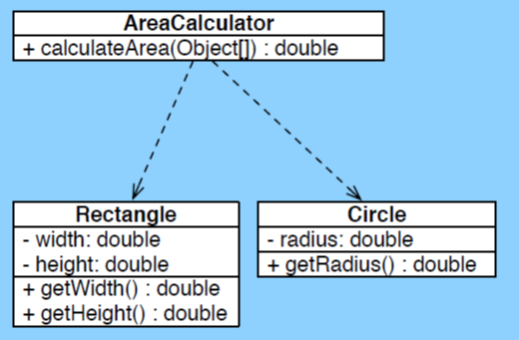 AreaCalculator
+ calculateArea(Object[]) : double
Rectangle
- width: double
- height: double
+ getWidth() : double
+ getHeight() : double
Circle
- radius: double
+ getRadius() : double